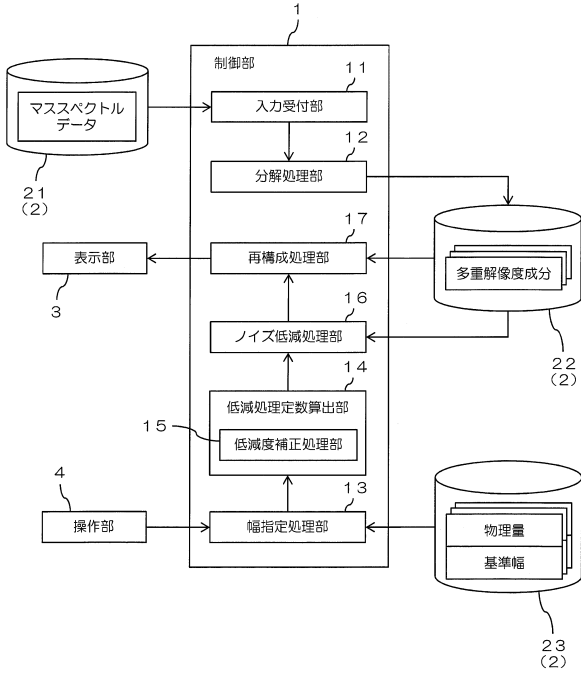 1
制御部
11
入力受付部
マススペクトル
データ
12
分解処理部
21
(2)
17
再構成処理部
表示部
3
多重解像度成分
16
ノイズ低減処理部
22
(2)
14
低減処理定数算出部
15
低減度補正処理部
4
操作部
13
幅指定処理部
物理量
基準幅
23
(2)